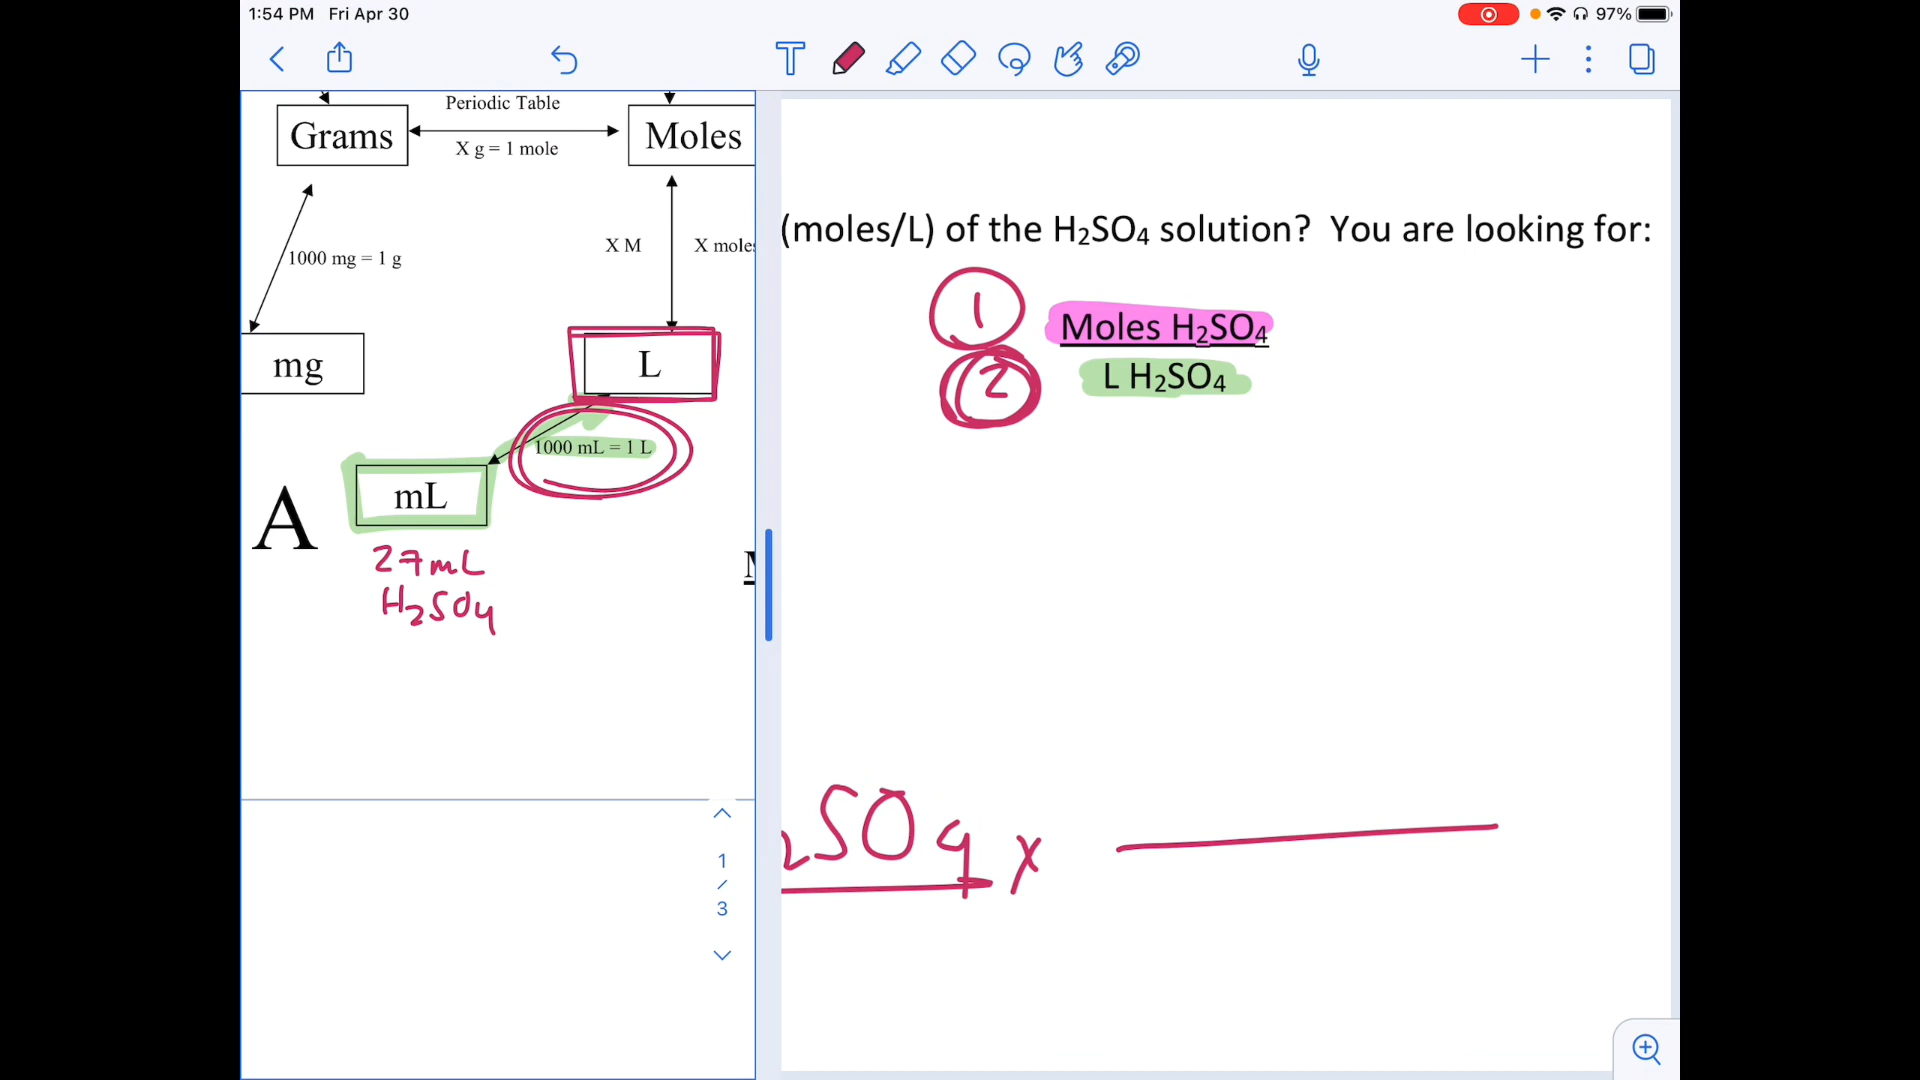 1:54 PM Fri Apr 30
97%
Periodic Table
Grams
X g = 1 mole
Moles
1000 mg = 1 g
X M
X moles
mg
L
1000 mL = 1 L
A
mL
27mL
H₂SO₄
1
/
3
(moles/L) of the H₂SO₄ solution? You are looking for:
1
Moles H₂SO₄
2
L H₂SO₄
₂SO₄ x